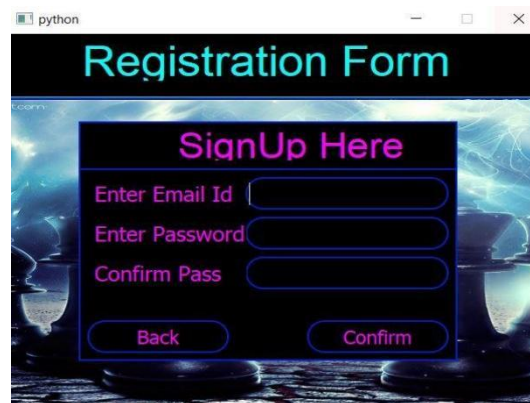 python
Registration Form
SignUp Here
Enter Email Id
Enter Password
Confirm Pass
Back Confirm